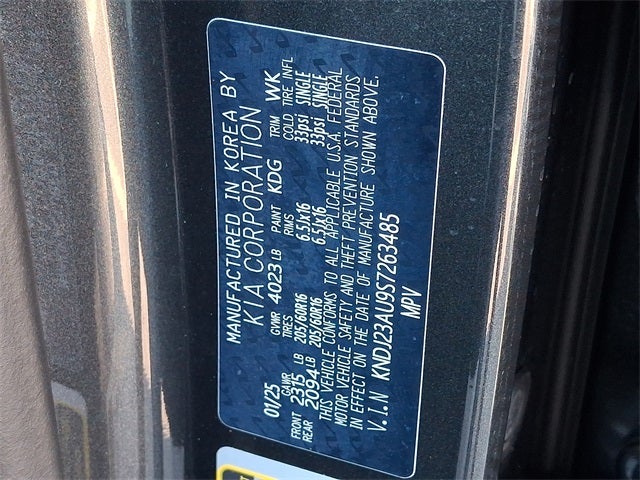 MANUFACTURED IN KOREA BY
KIA CORPORATION
01/25 GVWR 4023 LB PAINT KDG TRIM WK
GAWR TIRES RIMS COLD TIRE INFL
FRONT 2315 LB 205/60R16 6.5Jx16 33psi SINGLE
REAR 2094 LB 205/60R16 6.5Jx16 33psi SINGLE
THIS VEHICLE CONFORMS TO ALL APPLICABLE U.S.A. FEDERAL
MOTOR VEHICLE SAFETY AND THEFT PREVENTION STANDARDS
IN EFFECT ON THE DATE OF MANUFACTURE SHOWN ABOVE.
V.I.N KNDJ23AU9S7263485
MPV